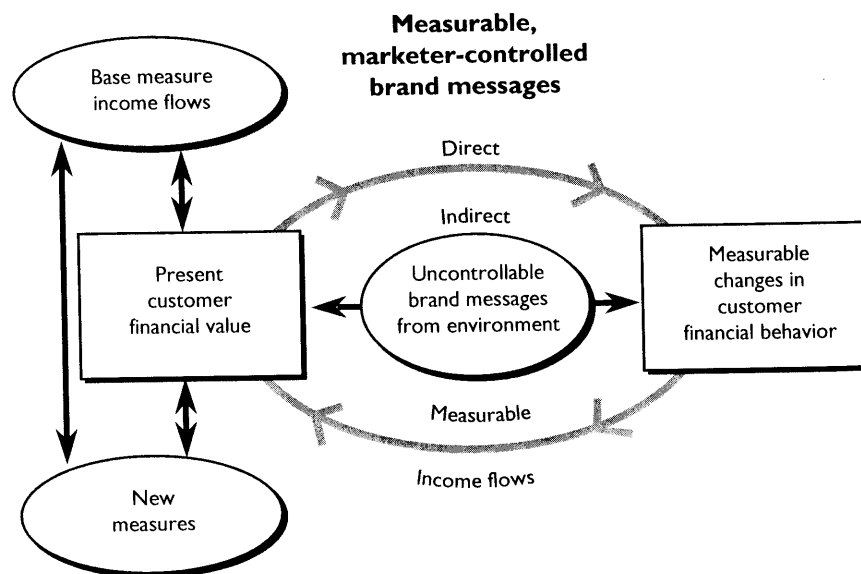 Measurable,
marketer-controlled
brand messages
Base measure
income flows
Direct
Indirect
Present
customer
financial value
Uncontrollable
brand messages
from environment
Measurable
changes in
customer
financial behavior
Measurable
Income flows
New
measures